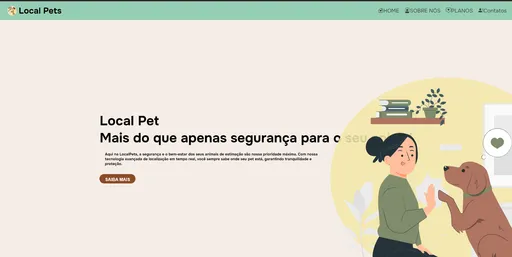 Local Pets
HOME
SOBRE NÓS
PLANOS
Contatos
Local Pet
Mais do que apenas segurança para o seu
Aqui na LocalPets, a segurança e o bem-estar dos seus animais de estimação são nossa prioridade máxima. Com nossa
tecnologia avançada de localização em tempo real, você sempre sabe onde seu pet está, garantindo tranquilidade e
proteção.
SAIBA MAIS